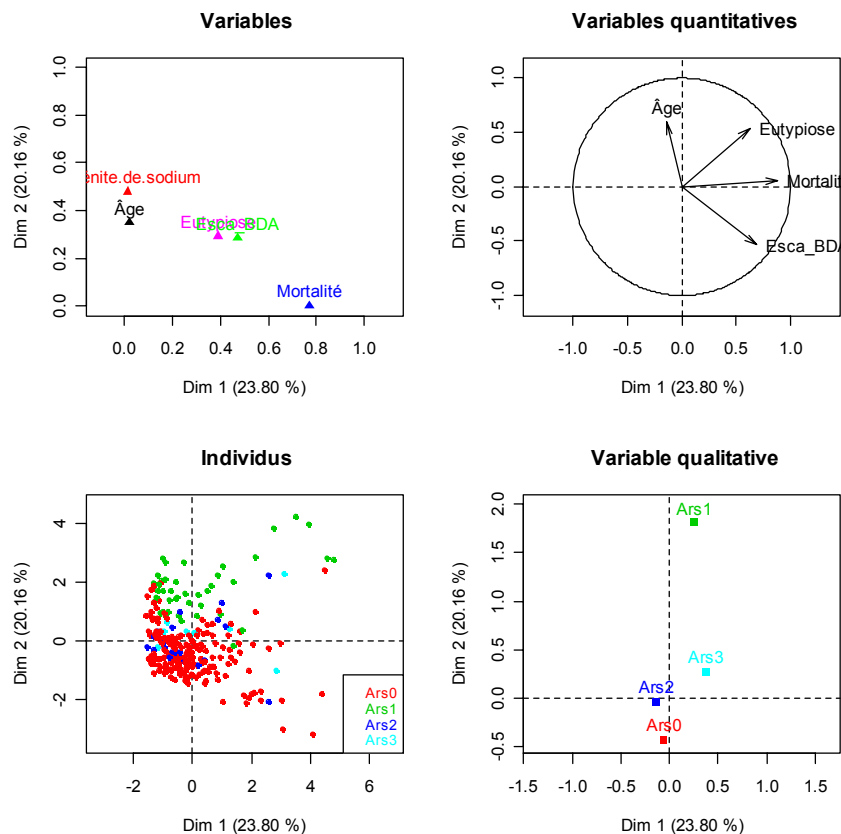 Variables
1.0
0.8
0.6
0.4
0.2
0.0
Dim 2 (20.16 %)
enite.de.sodium
Âge
Eutypiose
Esca_BDA
Mortalité
0.0 0.2 0.4 0.6 0.8 1.0
Dim 1 (23.80 %)
Variables quantitatives
1.0
0.5
0.0
-0.5
-1.0
Dim 2 (20.16 %)
Âge
Eutypiose
Mortalit
Esca_BDA
-1.0 -0.5 0.0 0.5 1.0
Dim 1 (23.80 %)
Individus
4
2
0
-2
Dim 2 (20.16 %)
Ars0
Ars1
Ars2
Ars3
-2 0 2 4 6
Dim 1 (23.80 %)
Variable qualitative
2.0
1.5
1.0
0.5
0.0
-0.5
Dim 2 (20.16 %)
Ars1
Ars3
Ars2
Ars0
-1.5 -1.0 -0.5 0.0 0.5 1.0 1.5
Dim 1 (23.80 %)